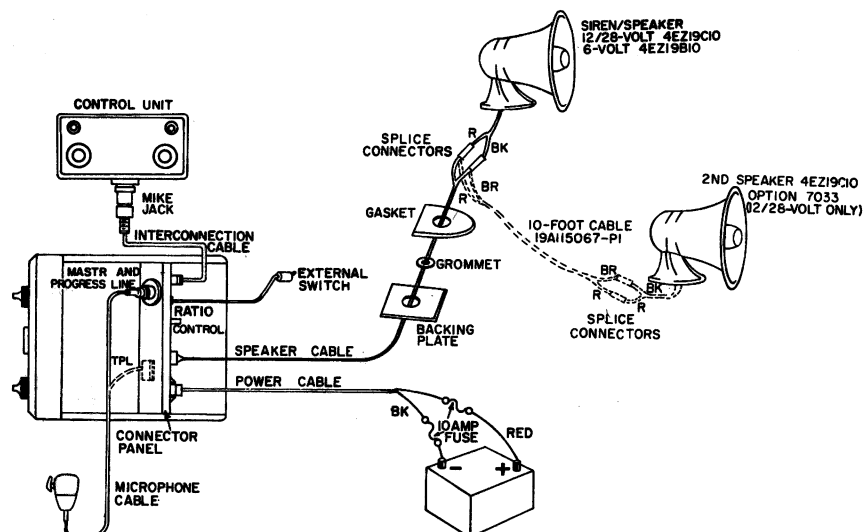 SIREN/SPEAKER
12/28-VOLT 4EZ19C10
6-VOLT 4EZ19B10
CONTROL UNIT
SPLICE
CONNECTORS
R
BK
R
BR
2ND SPEAKER 4EZ19C10
OPTION 7033
(12/28-VOLT ONLY)
MIKE
JACK
GASKET
10-FOOT CABLE
19A115067-P1
INTERCONNECTION
CABLE
GROMMET
MASTR AND
PROGRESS LINE
EXTERNAL
SWITCH
BR
BK
R
R
SPLICE
CONNECTORS
RATIO
CONTROL
BACKING
PLATE
SPEAKER CABLE
TPL
POWER CABLE
BK
10 AMP
FUSE
RED
CONNECTOR
PANEL
- +
MICROPHONE
CABLE